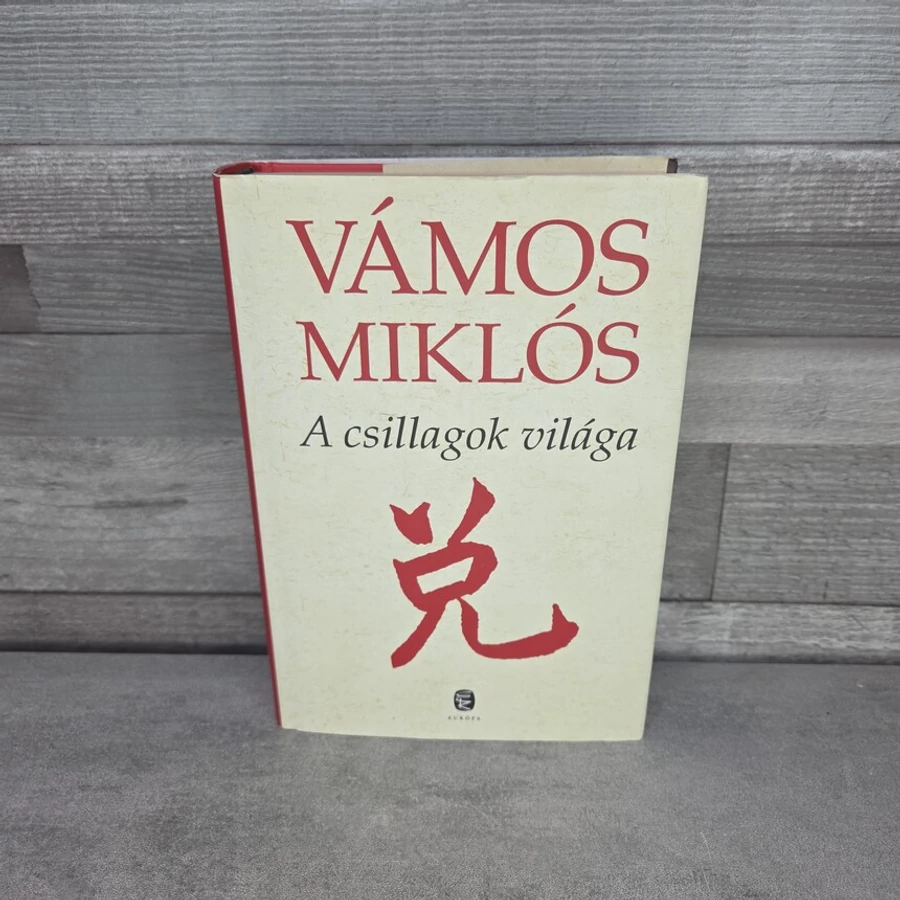 VÁMOS
MIKLÓS
A csillagok világa
兑
EURÓPA